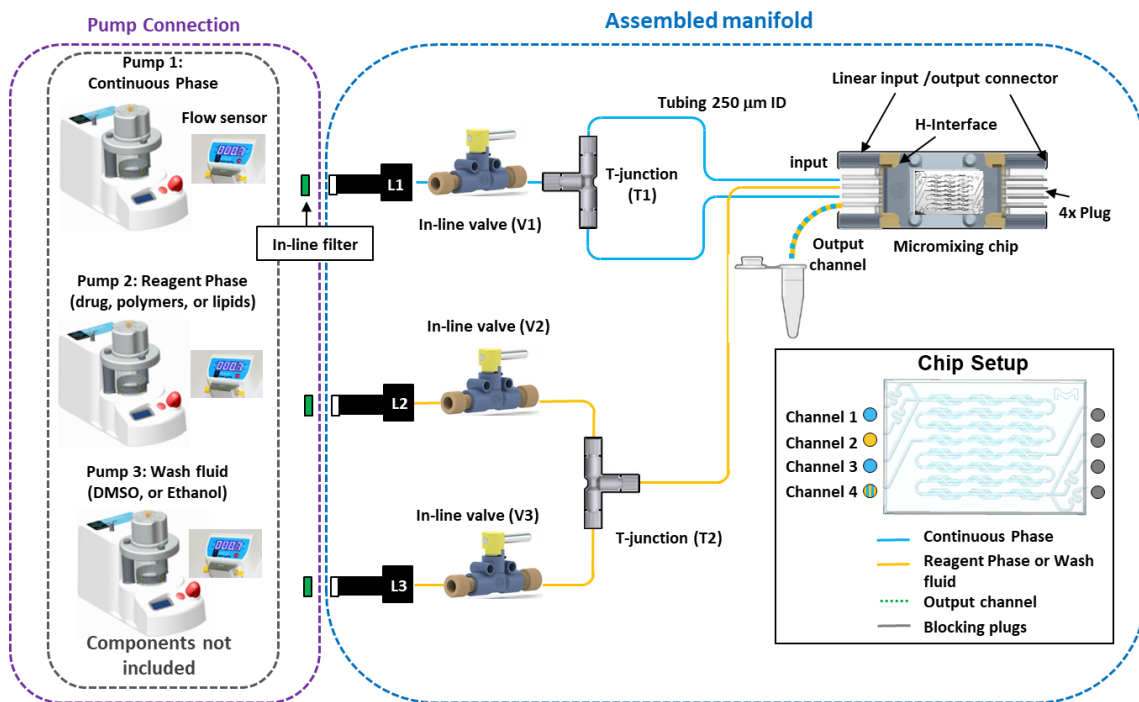 Pump Connection
Assembled manifold
Pump 1:
Continuous Phase
Flow sensor
In-line filter
L1
In-line valve (V1)
T-junction
(T1)
Tubing 250 µm ID
Linear input /output connector
H-Interface
input
4x Plug
Output
channel
Micromixing chip
Pump 2: Reagent Phase
(drug, polymers, or lipids)
L2
In-line valve (V2)
Pump 3: Wash fluid
(DMSO, or Ethanol)
L3
In-line valve (V3)
T-junction (T2)
Components not
included
Chip Setup
Channel 1
Channel 2
Channel 3
Channel 4
Continuous Phase
Reagent Phase or Wash
fluid
Output channel
Blocking plugs